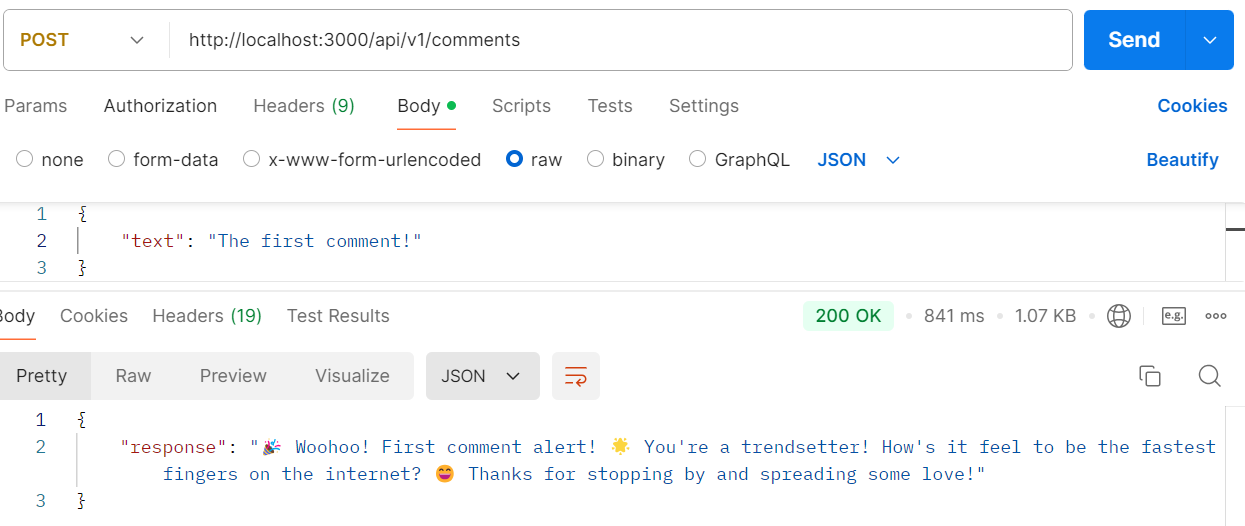 POST http://localhost:3000/api/v1/comments Send
Params Authorization Headers (9) Body Scripts Tests Settings Cookies
none form-data x-www-form-urlencoded raw binary GraphQL JSON Beautify
1 {
2 "text": "The first comment!"
3 }
Body Cookies Headers (19) Test Results 200 OK 841 ms 1.07 KB e.g.
Pretty Raw Preview Visualize JSON
1 {
2 "response": "🎉 Woohoo! First comment alert! 🌟 You're a trendsetter! How's it feel to be the fastest
fingers on the internet? 😄 Thanks for stopping by and spreading some love!"
3 }